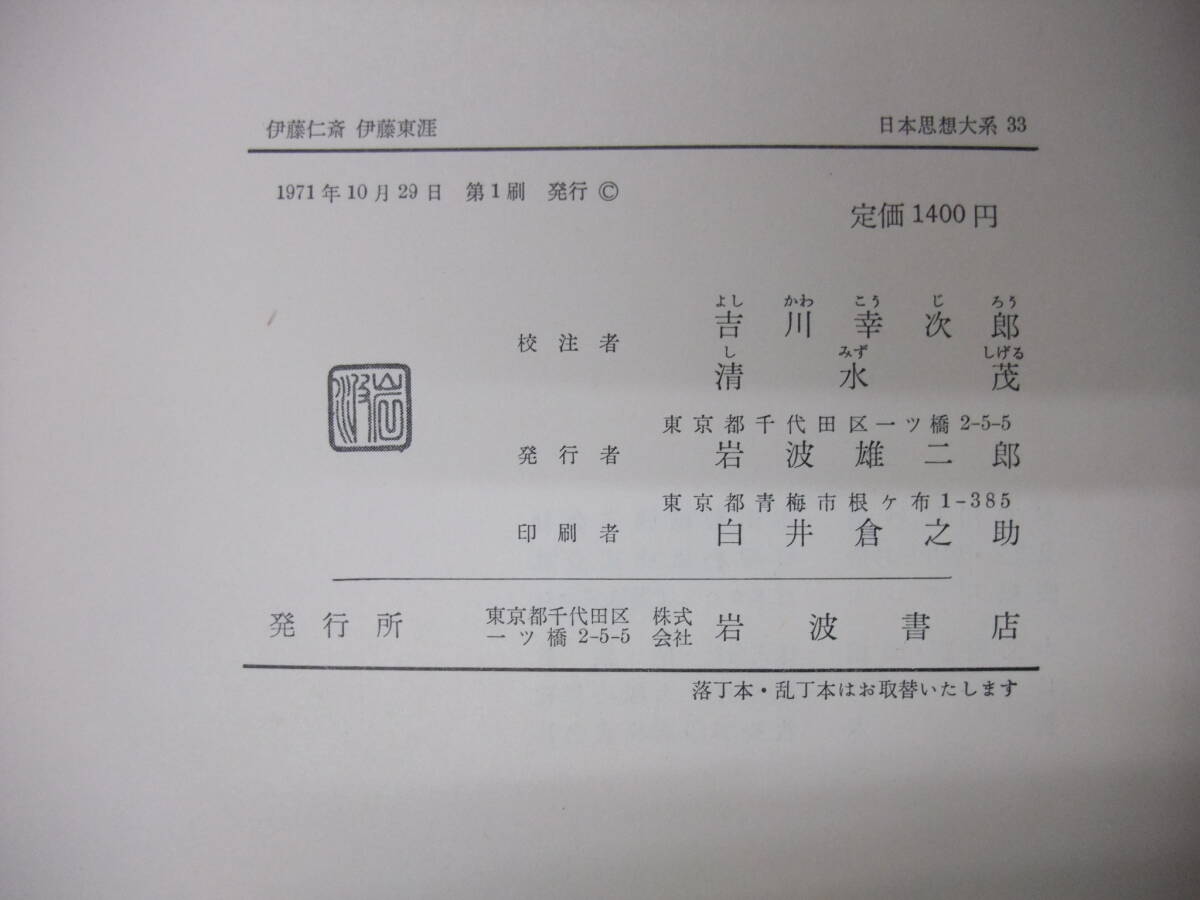 伊藤仁斎 伊藤東涯
日本思想大系 33
1971年10月29日 第1刷 発行 ©
定価1400円
よし かわ こう じ ろう
校注者 吉川幸次郎
し みず しげる
清水茂
東京都千代田区一ツ橋 2-5-5
発行者 岩波雄二郎
東京都青梅市根ヶ布1-385
印刷者 白井倉之助
発行所 東京都千代田区一ツ橋 2-5-5 株式会社 岩波書店
落丁本・乱丁本はお取替いたします
岩波